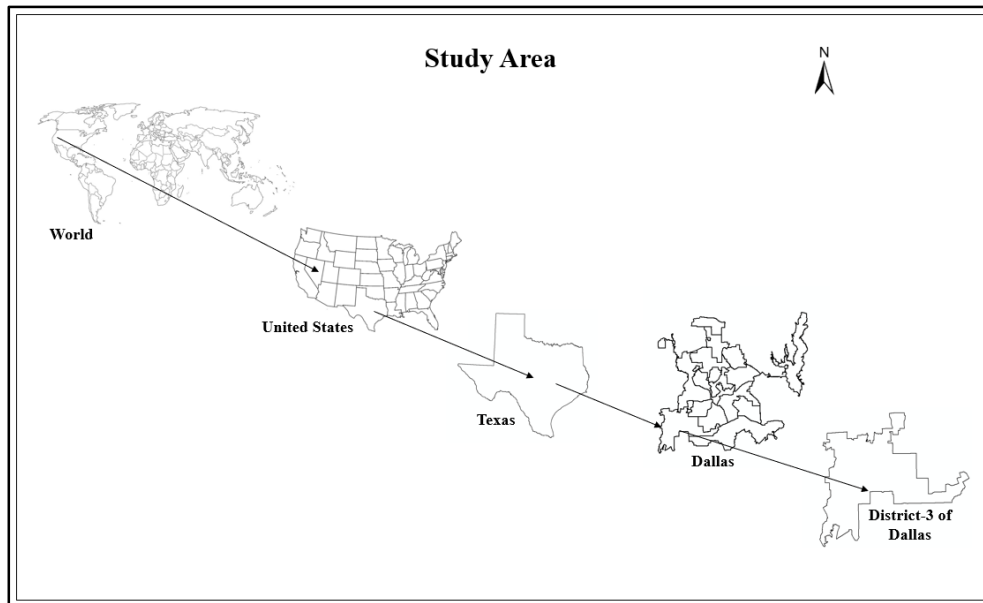 Study Area
N
World
United States
Texas
Dallas
District-3 of
Dallas